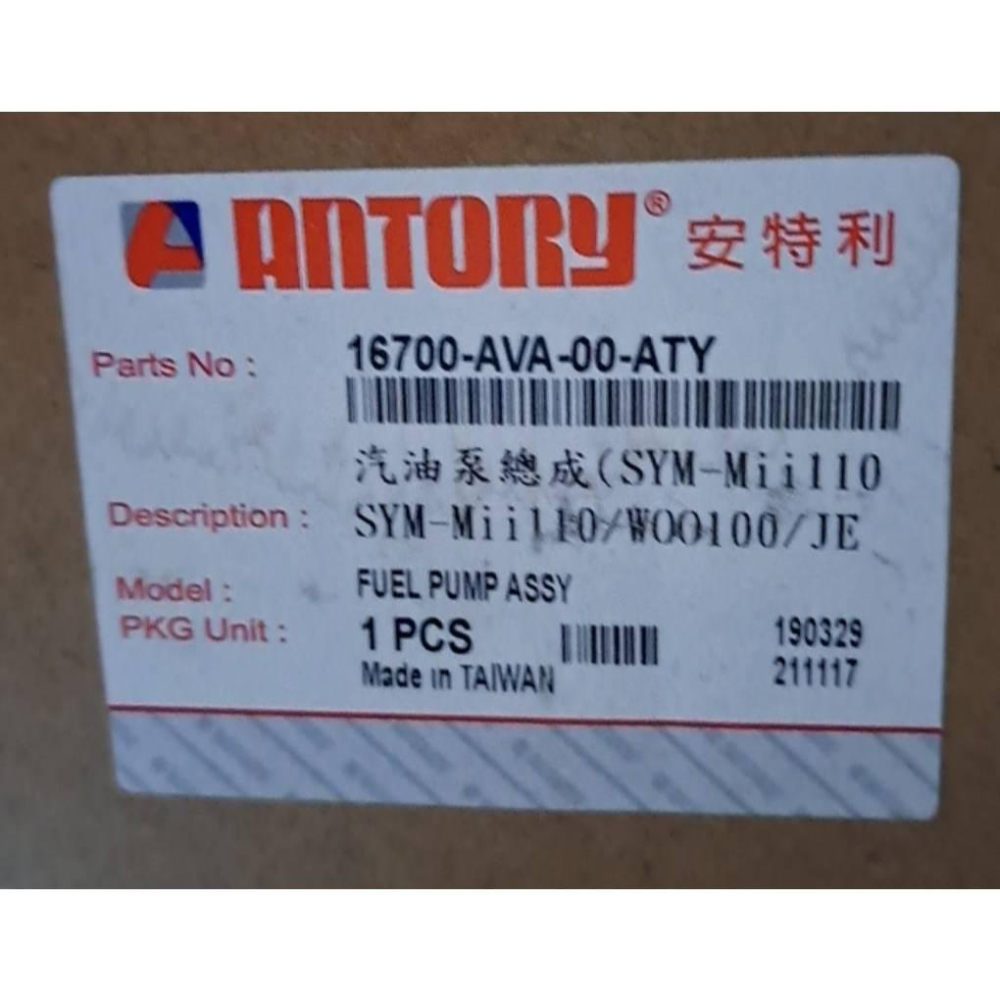 ANTORY® 安特利
Parts No : 16700-AVA-00-ATY
汽油泵總成(SYM-Mii110
Description : SYM-Mii110/WOO100/JE
Model : FUEL PUMP ASSY
PKG Unit : 1 PCS 190329
Made in TAIWAN 211117